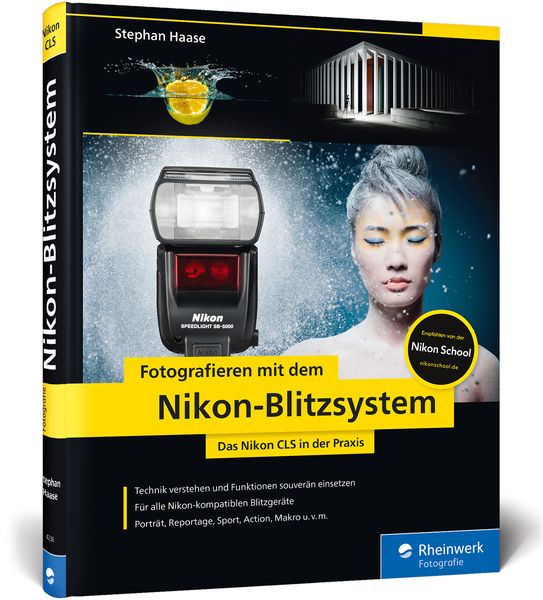 Nikon
CLS
Nikon-Blitzsystem
Fotografie
Stephan
Haase
4236
Stephan Haase
Nikon
SPEEDLIGHT SB-5000
Empfohlen von der
Nikon School
nikonschool.de
Fotografieren mit dem
Nikon-Blitzsystem
Das Nikon CLS in der Praxis
Technik verstehen und Funktionen souverän einsetzen
Für alle Nikon-kompatiblen Blitzgeräte
Porträt, Reportage, Sport, Action, Makro u. v. m.
Rheinwerk
Fotografie